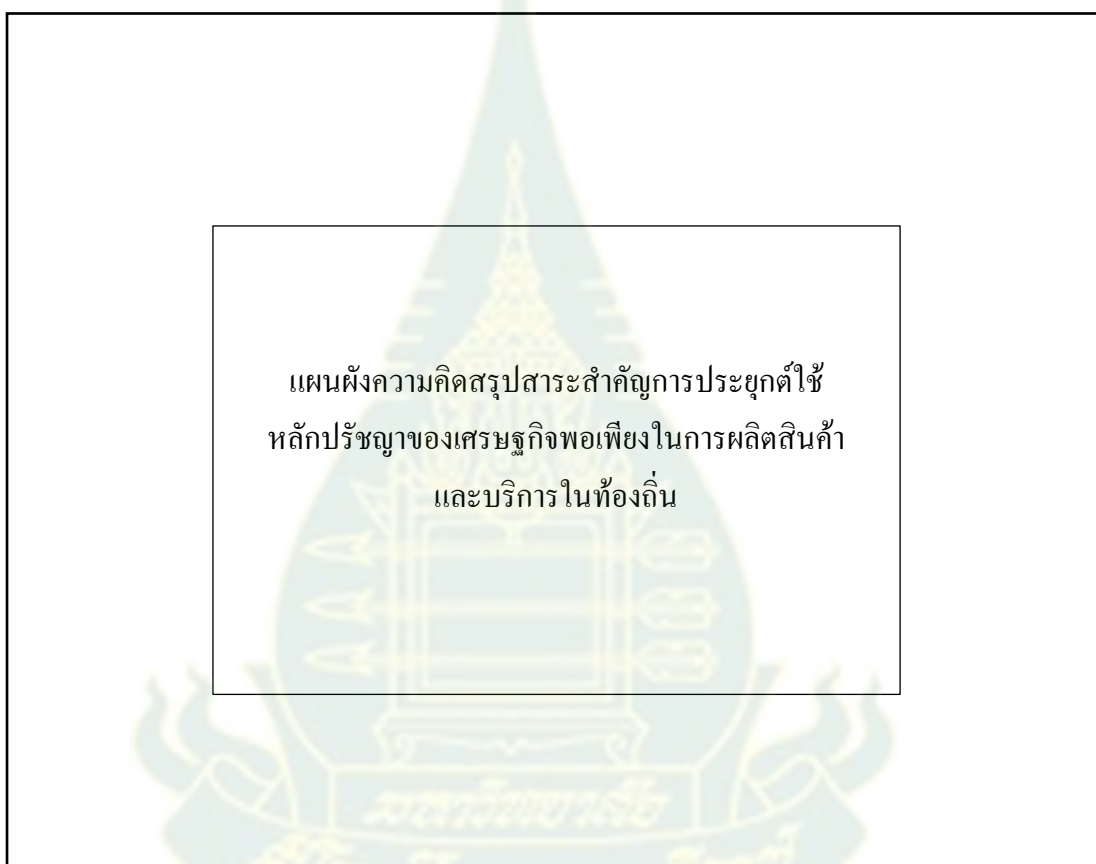 แผนผังความคิดสรุปสาระสำคัญการประยุกต์ใช้
หลักปรัชญาของเศรษฐกิจพอเพียงในการผลิตสินค้า
และบริการในท้องถิ่น